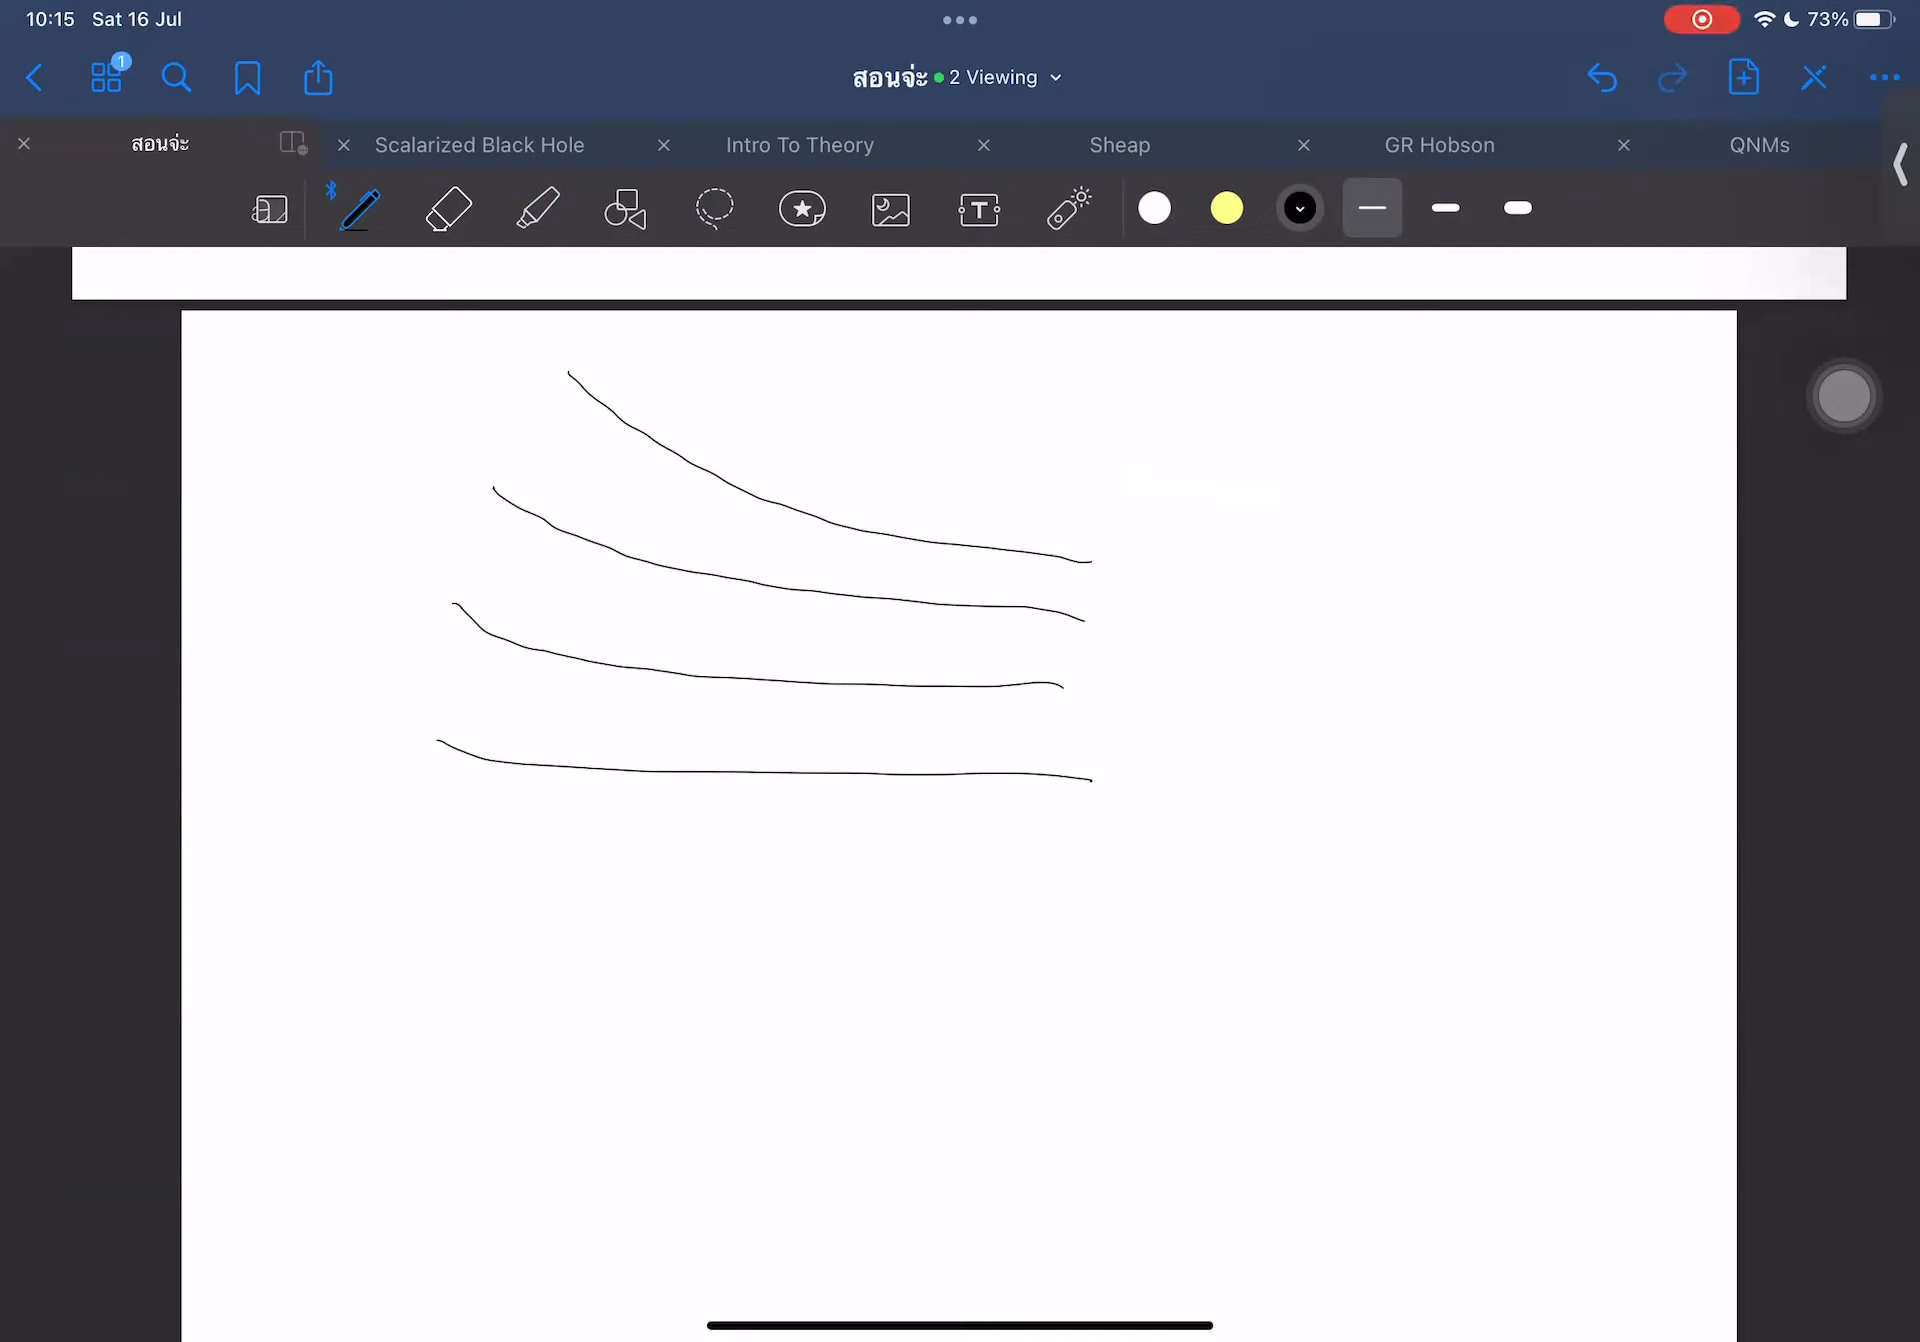 10:15 Sat 16 Jul
73%
1
สอนจ่ะ 2 Viewing
สอนจ่ะ
Scalarized Black Hole
Intro To Theory
Sheap
GR Hobson
QNMs
T